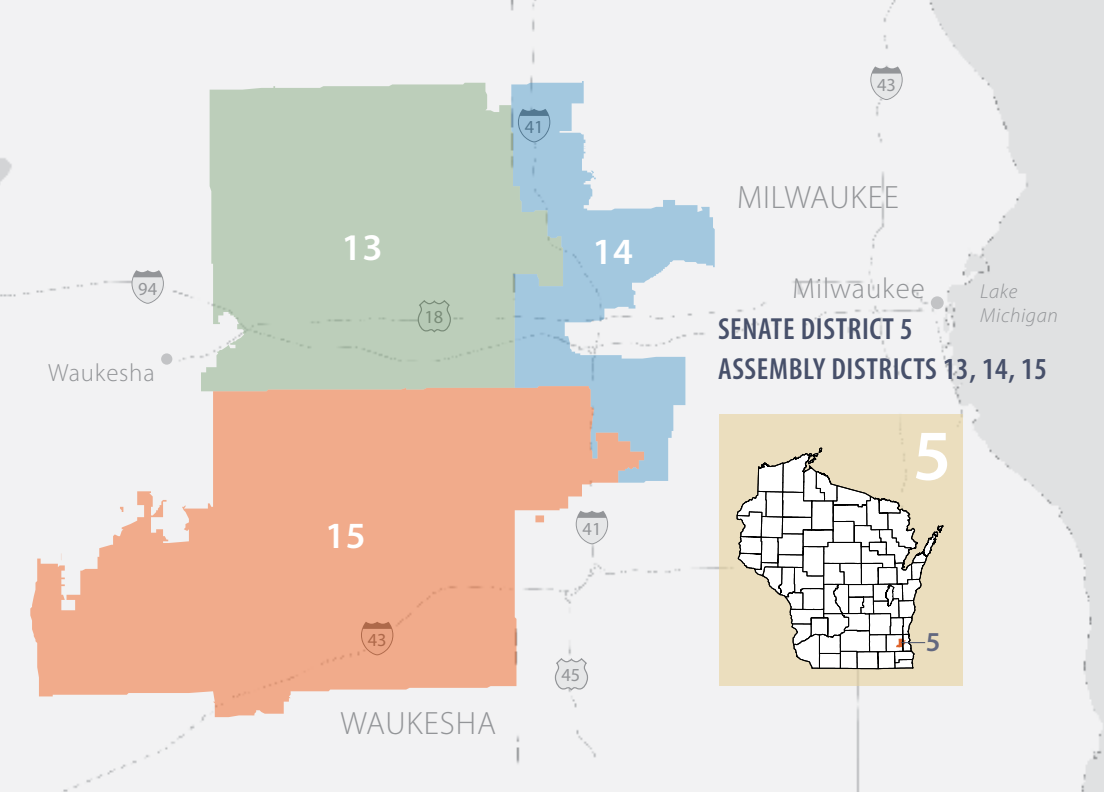 43
41
MILWAUKEE
13
14
94
Milwaukee
Lake
Michigan
18
SENATE DISTRICT 5
Waukesha
ASSEMBLY DISTRICTS 13, 14, 15
5
41
15
43
5
45
WAUKESHA